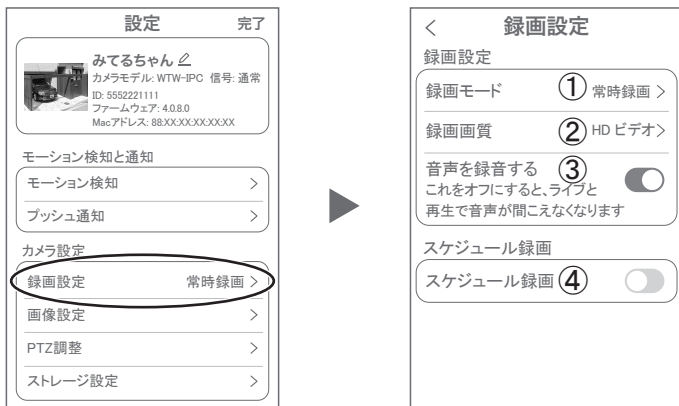 設定 完了
みてるちゃん
カメラモデル: WTW-IPC 信号: 通常
ID: 5552221111
ファームウェア: 4.0.8.0
Macアドレス: 88:XX:XX:XX:XX:XX
モーション検知と通知
モーション検知 >
プッシュ通知 >
カメラ設定
録画設定 常時録画 >
画像設定 >
PTZ調整 >
ストレージ設定 >
< 録画設定
録画設定
録画モード ① 常時録画 >
録画画質 ② HD ビデオ>
音声を録音する ③
これをオフにすると、ライブと
再生で音声が聞こえなくなります
スケジュール録画
スケジュール録画 ④